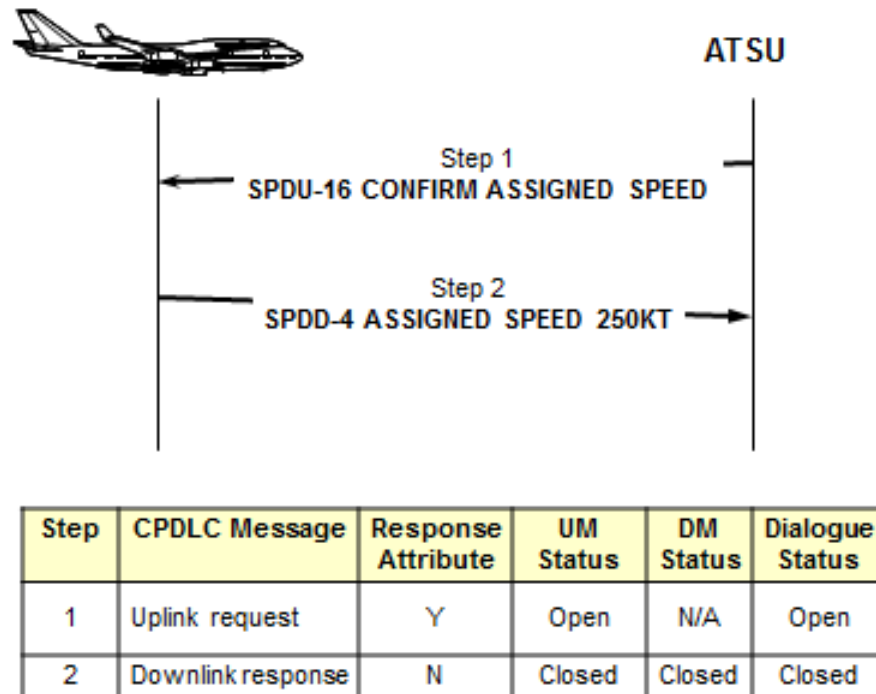 ATSU
Step 1
SPDU-16 CONFIRM ASSIGNED SPEED
Step 2
SPDD-4 ASSIGNED SPEED 250KT
Step CPDLC Message Response Attribute UM Status DM Status Dialogue Status
1 Uplink request Y Open N/A Open
2 Downlink response N Closed Closed Closed